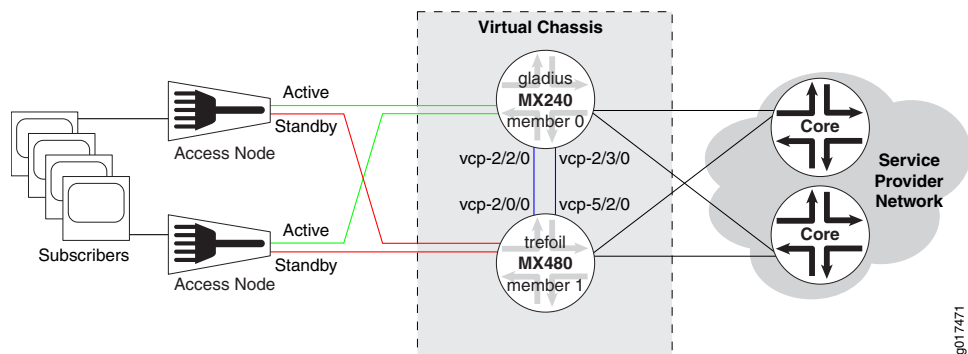 Virtual Chassis
gladius
MX240
member 0
Active
Standby
Access Node
vcp-2/2/0
vcp-2/3/0
vcp-2/0/0
vcp-5/2/0
Active
Standby
Access Node
Subscribers
trefoil
MX480
member 1
Core
Core
Service
Provider
Network
g017471